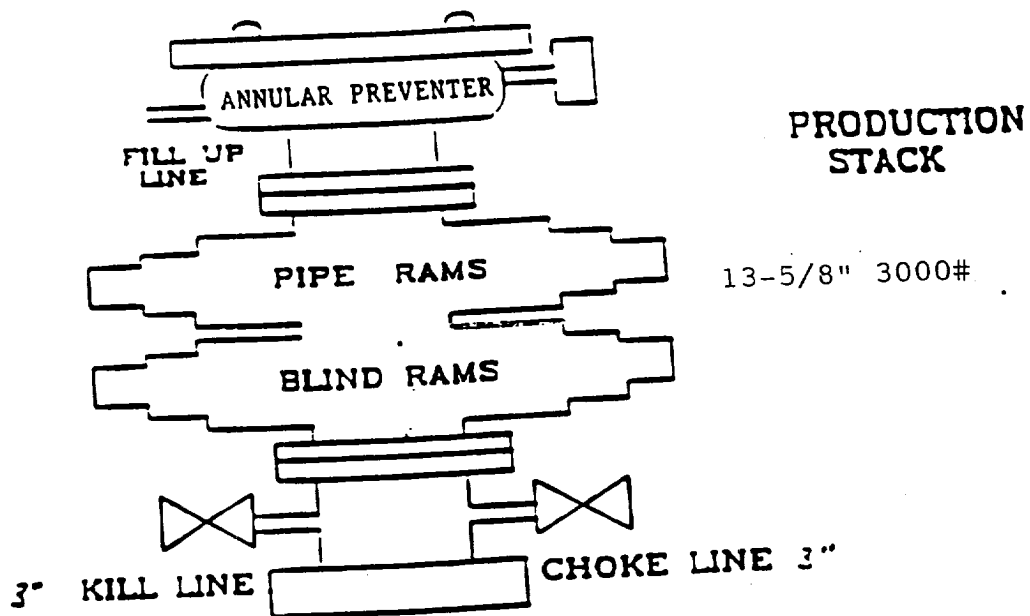 ANNULAR PREVENTER
FILL UP
LINE
PRODUCTION
STACK
PIPE RAMS
13-5/8" 3000#
BLIND RAMS
3" KILL LINE
CHOKE LINE 3"